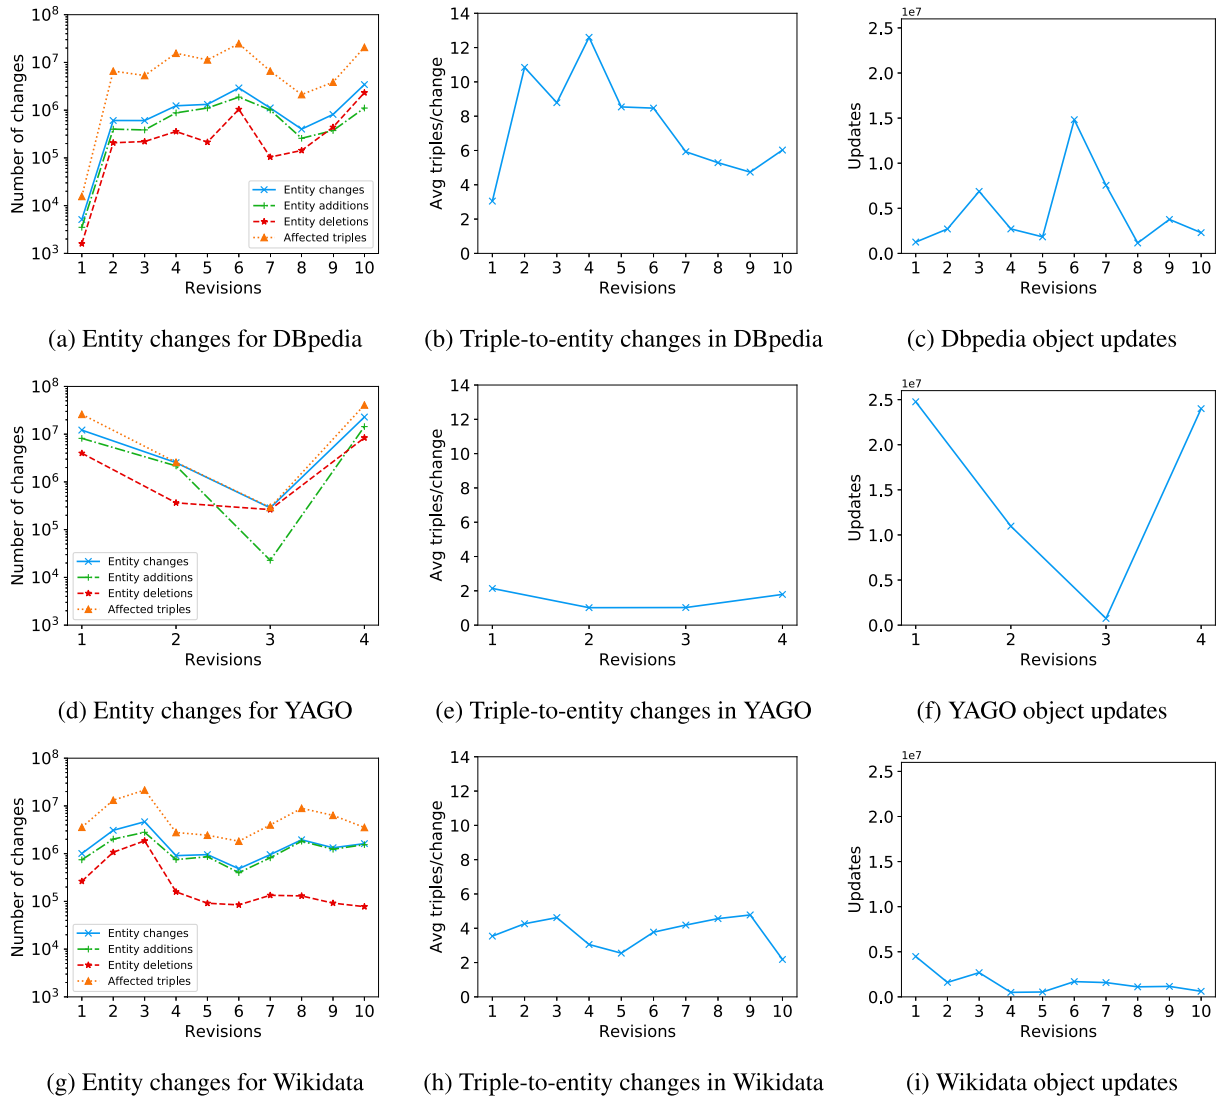 10^8
10^7
10^6
10^5
10^4
10^3
Number of changes
Entity changes
Entity additions
Entity deletions
Affected triples
1 2 3 4 5 6 7 8 9 10
Revisions
14
12
10
8
6
4
2
0
Avg triples/change
1 2 3 4 5 6 7 8 9 10
Revisions
1e7
2.5
2.0
1.5
1.0
0.5
0.0
Updates
1 2 3 4 5 6 7 8 9 10
Revisions
(a) Entity changes for DBpedia
(b) Triple-to-entity changes in DBpedia
(c) Dbpedia object updates
10^8
10^7
10^6
10^5
10^4
10^3
Number of changes
Entity changes
Entity additions
Entity deletions
Affected triples
1 2 3 4
Revisions
14
12
10
8
6
4
2
0
Avg triples/change
1 2 3 4
Revisions
1e7
2.5
2.0
1.5
1.0
0.5
0.0
Updates
1 2 3 4
Revisions
(d) Entity changes for YAGO
(e) Triple-to-entity changes in YAGO
(f) YAGO object updates
10^8
10^7
10^6
10^5
10^4
10^3
Number of changes
Entity changes
Entity additions
Entity deletions
Affected triples
1 2 3 4 5 6 7 8 9 10
Revisions
14
12
10
8
6
4
2
0
Avg triples/change
1 2 3 4 5 6 7 8 9 10
Revisions
1e7
2.5
2.0
1.5
1.0
0.5
0.0
Updates
1 2 3 4 5 6 7 8 9 10
Revisions
(g) Entity changes for Wikidata
(h) Triple-to-entity changes in Wikidata
(i) Wikidata object updates